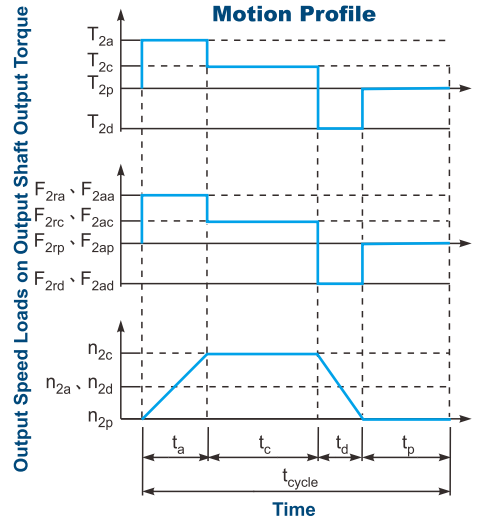 Motion Profile
Output Torque
T2a
T2c
T2p
T2d
Loads on Output Shaft
F2ra、F2aa
F2rc、F2ac
F2rp、F2ap
F2rd、F2ad
Output Speed
n2c
n2a、n2d
n2p
ta tc td tp
tcycle
Time